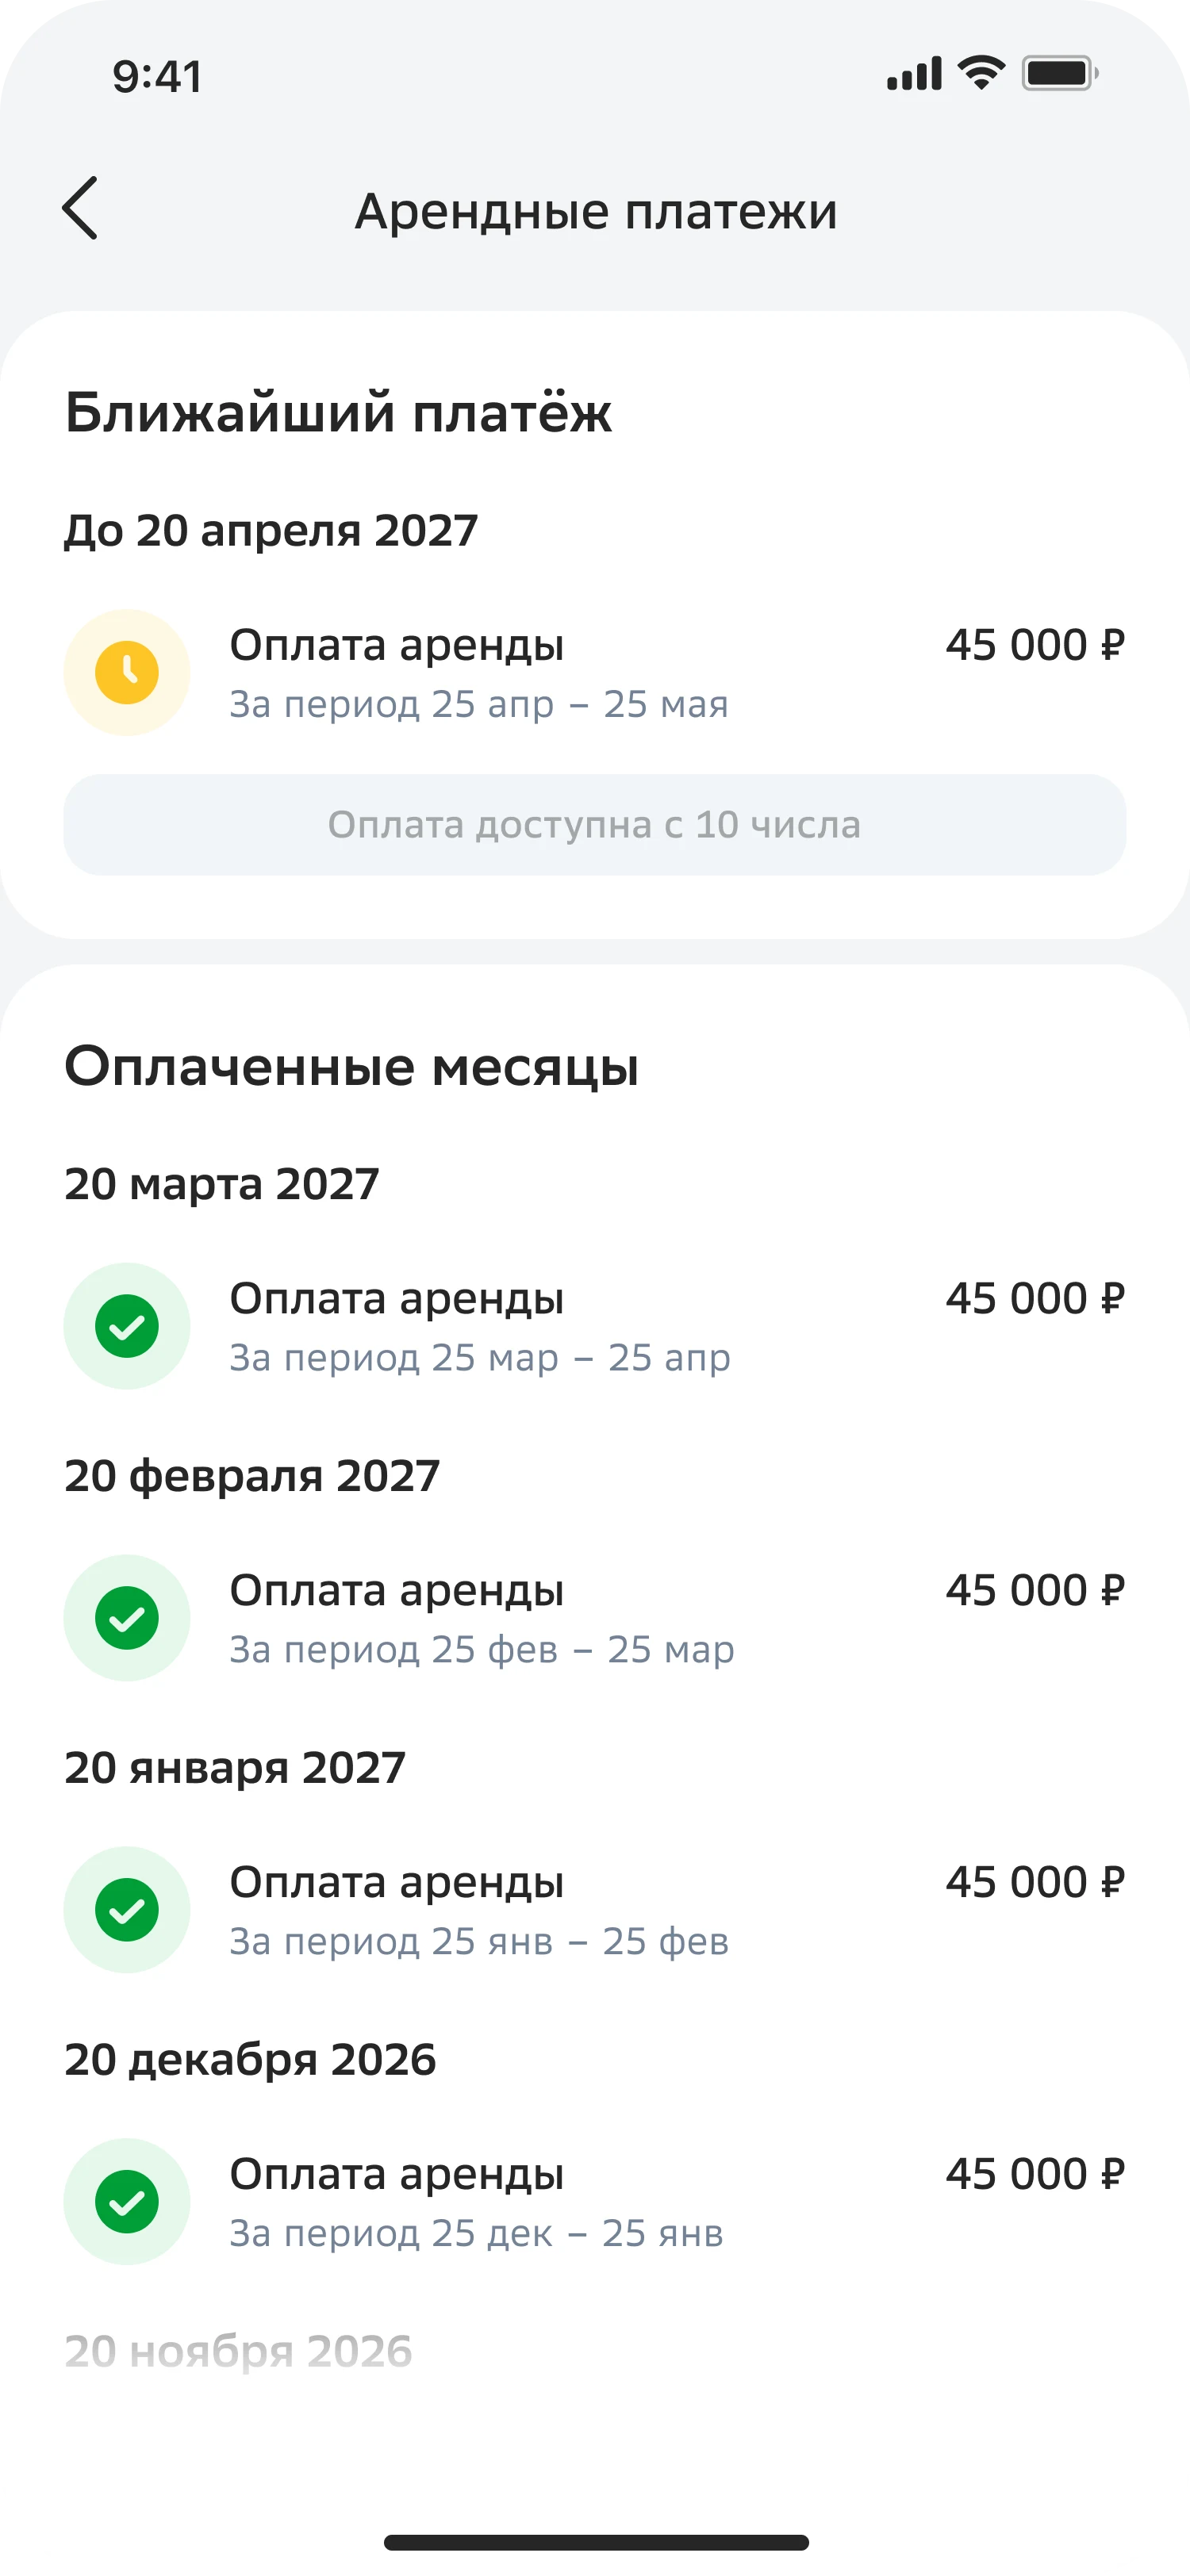 9:41
Арендные платежи
Ближайший платёж
До 20 апреля 2027
Оплата аренды 45 000 ₽
За период 25 апр – 25 мая
Оплата доступна с 10 числа
Оплаченные месяцы
20 марта 2027
Оплата аренды 45 000 ₽
За период 25 мар – 25 апр
20 февраля 2027
Оплата аренды 45 000 ₽
За период 25 фев – 25 мар
20 января 2027
Оплата аренды 45 000 ₽
За период 25 янв – 25 фев
20 декабря 2026
Оплата аренды 45 000 ₽
За период 25 дек – 25 янв
20 ноября 2026